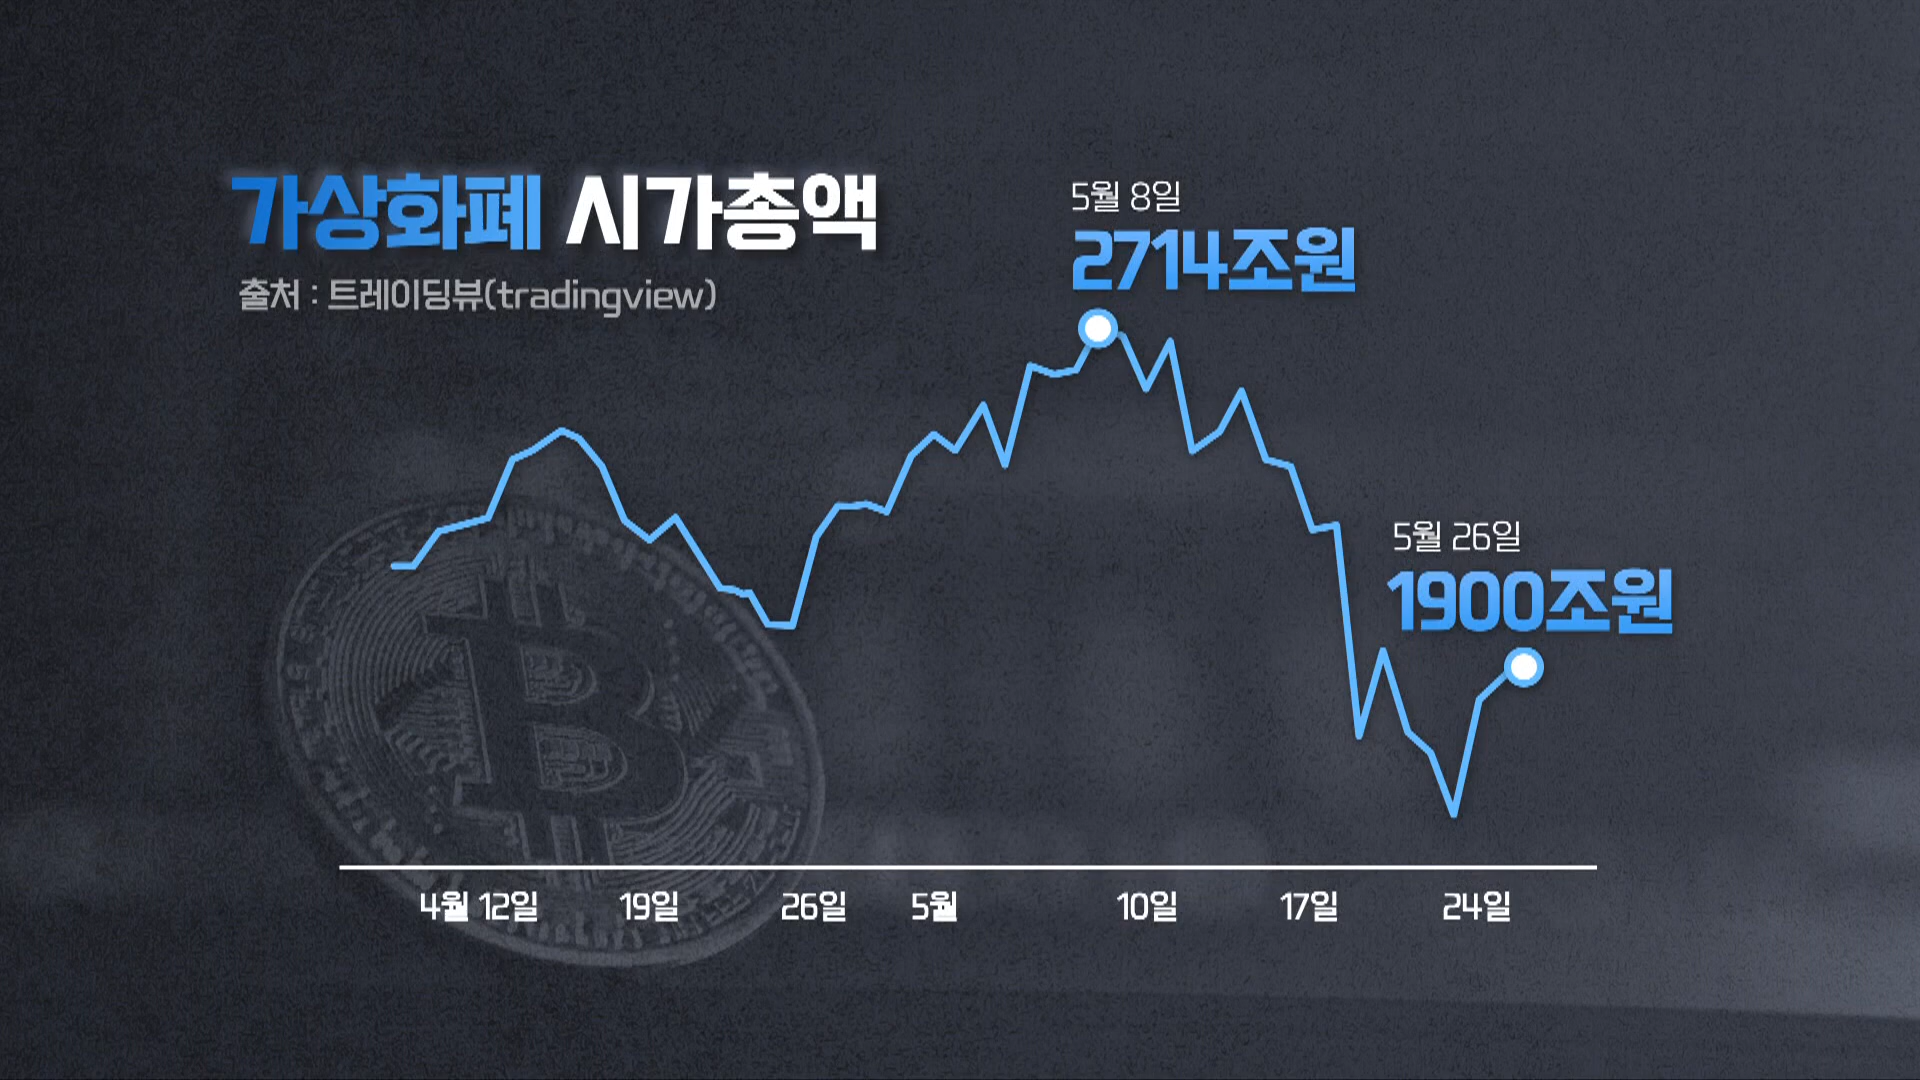 가상화폐 시가총액
출처 : 트레이딩뷰(tradingview)
5월 8일
2714조원
5월 26일
1900조원
4월 12일
19일
26일
5월
10일
17일
24일